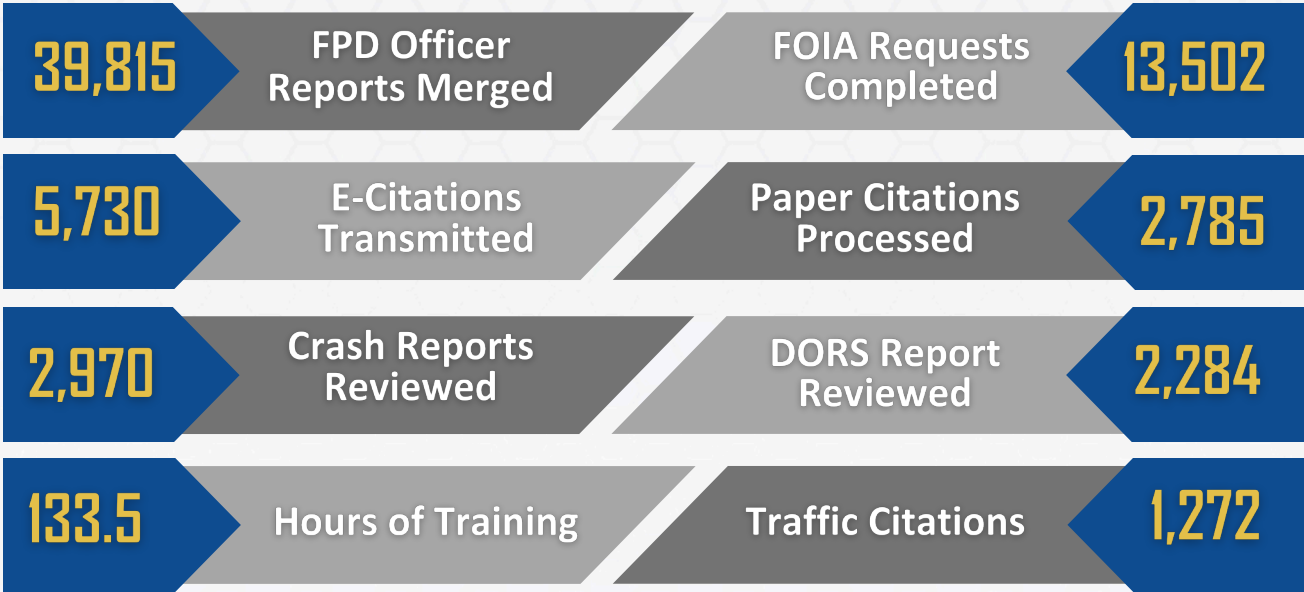 39,815
FPD Officer
Reports Merged
FOIA Requests
Completed
13,502
5,730
E-Citations
Transmitted
Paper Citations
Processed
2,785
2,970
Crash Reports
Reviewed
DORS Report
Reviewed
2,284
133.5
Hours of Training
Traffic Citations
1,272